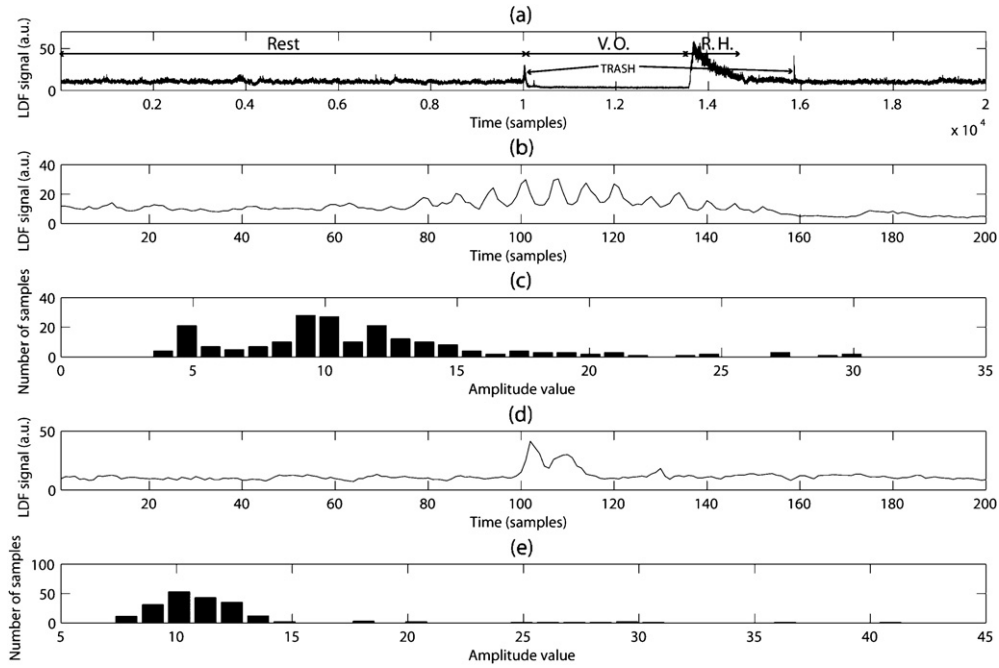 (a)
LDF signal (a.u.)
50
0
Rest
V.O.
R.H.
TRASH
0.2 0.4 0.6 0.8 1 1.2 1.4 1.6 1.8 2
Time (samples)
x 10 4
(b)
LDF signal (a.u.)
40
20
0
20 40 60 80 100 120 140 160 180 200
Time (samples)
(c)
Number of samples
40
20
0
0 5 10 15 20 25 30 35
Amplitude value
(d)
LDF signal (a.u.)
50
0
20 40 60 80 100 120 140 160 180 200
Time (samples)
(e)
Number of samples
100
50
0
5 10 15 20 25 30 35 40 45
Amplitude value